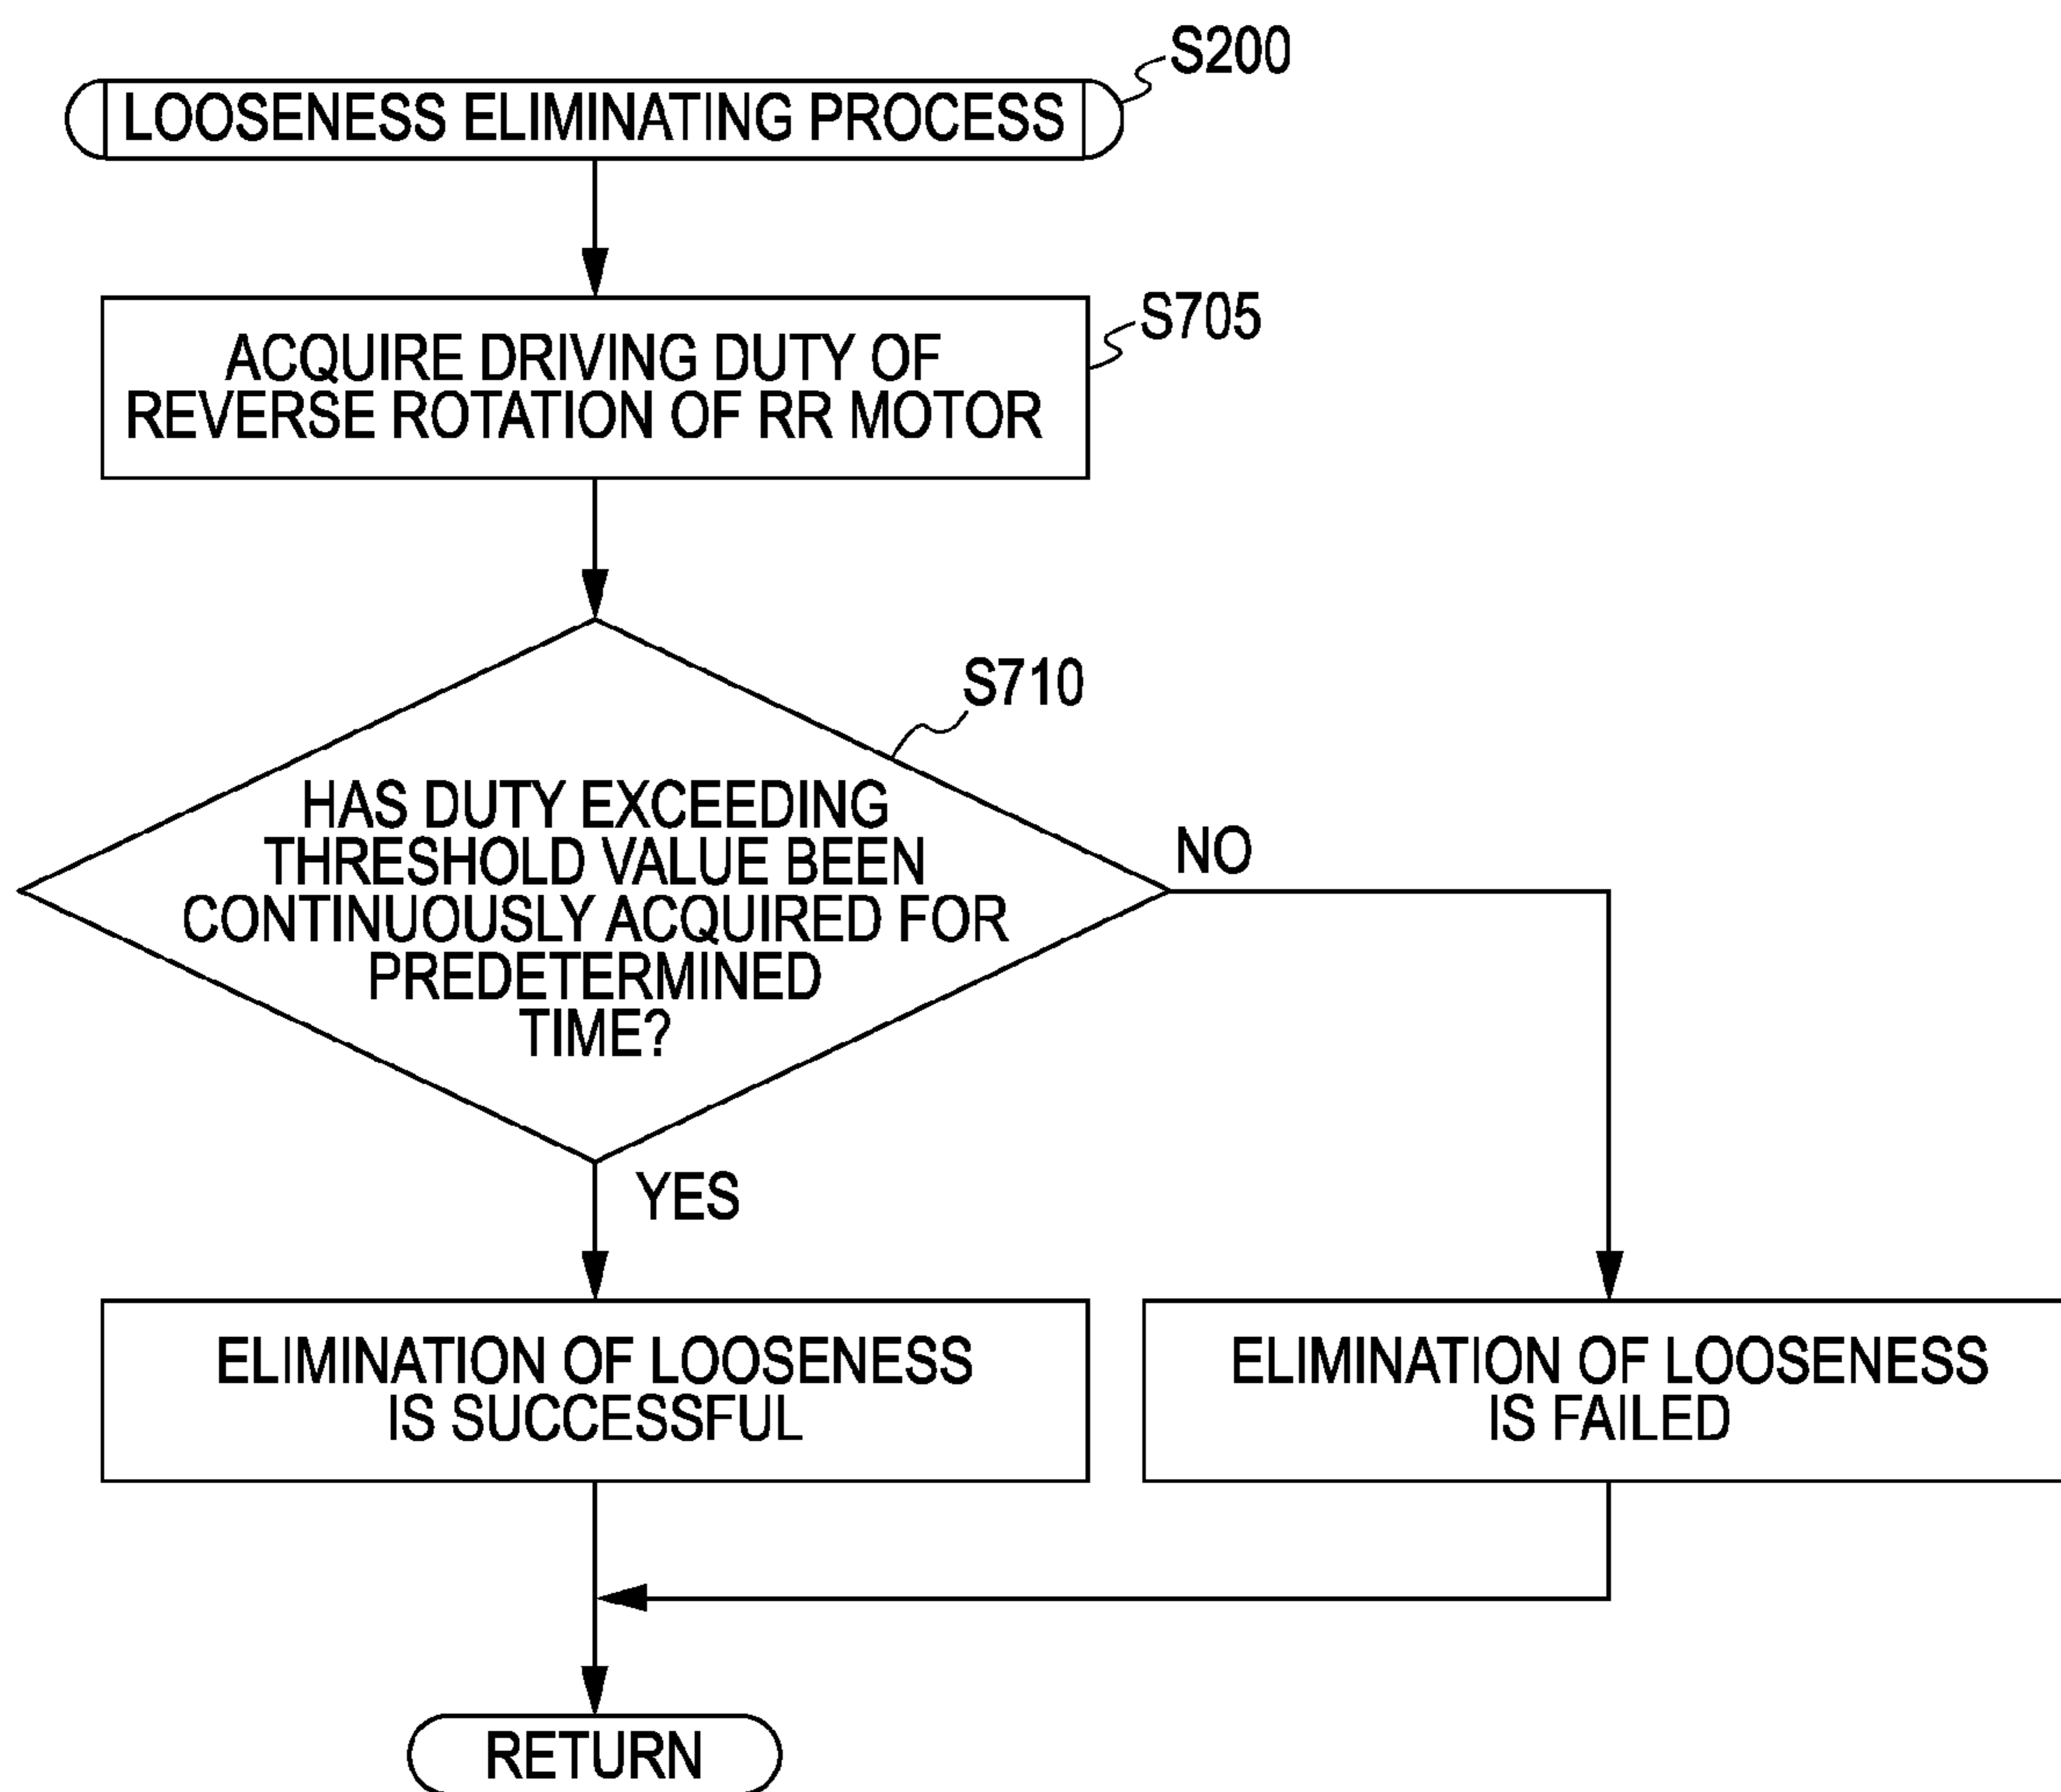 S200
LOOSENESS ELIMINATING PROCESS
S705
ACQUIRE DRIVING DUTY OF
REVERSE ROTATION OF RR MOTOR
S710
HAS DUTY EXCEEDING
THRESHOLD VALUE BEEN
CONTINUOUSLY ACQUIRED FOR
PREDETERMINED
TIME?
NO
YES
ELIMINATION OF LOOSENESS
IS SUCCESSFUL
ELIMINATION OF LOOSENESS
IS FAILED
RETURN